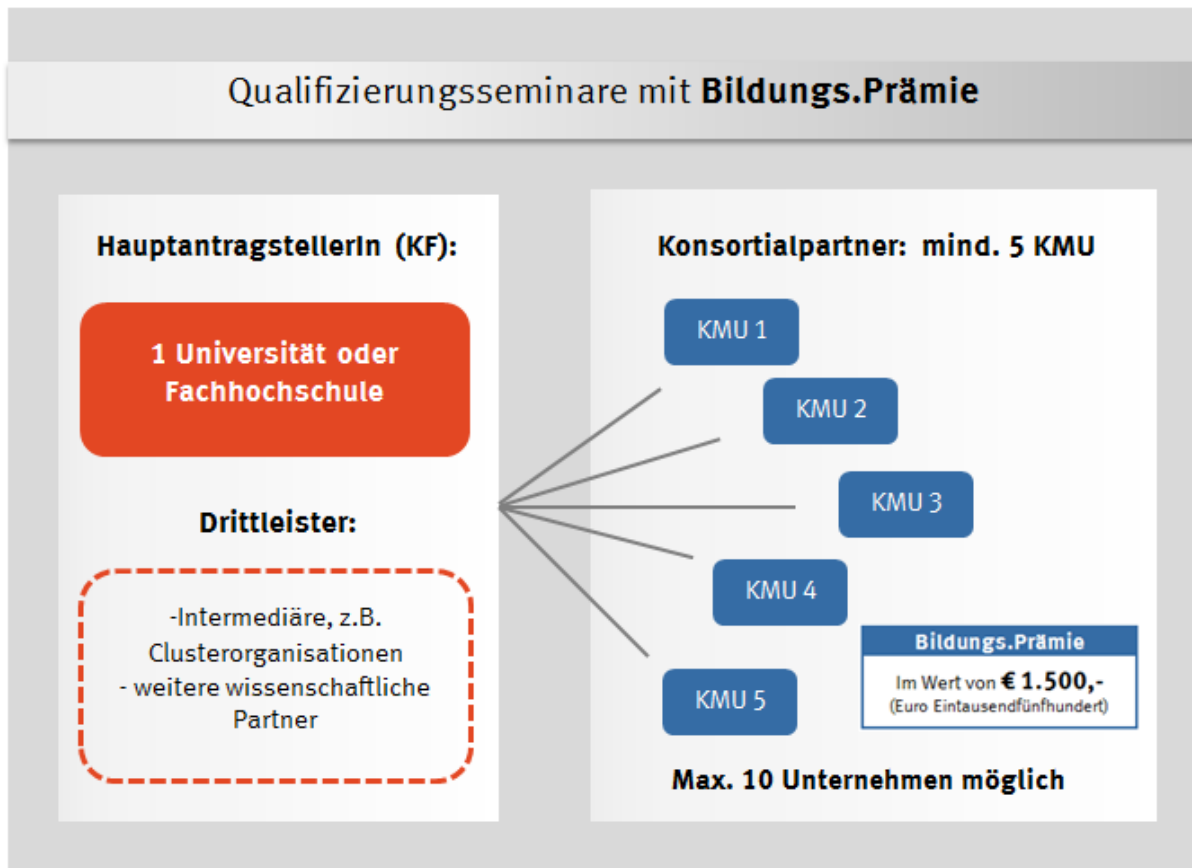 Qualifizierungsseminare mit Bildungs.Prämie
HauptantragstellerIn (KF):
1 Universität oder
Fachhochschule
Drittleister:
-Intermediäre, z.B.
Clusterorganisationen
- weitere wissenschaftliche
Partner
Konsortialpartner: mind. 5 KMU
KMU 1
KMU 2
KMU 3
KMU 4
KMU 5
Bildungs.Prämie
Im Wert von € 1.500,-
(Euro Eintausendfünfhundert)
Max. 10 Unternehmen möglich